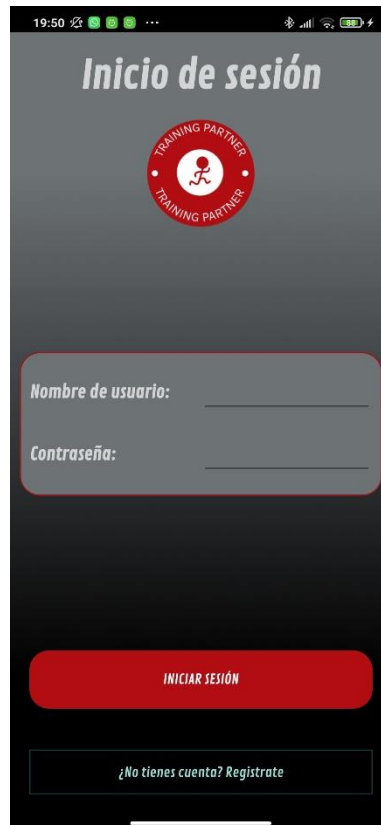 19:50
88
Inicio de sesión
TRAINING PARTNER
TRAINING PARTNER
Nombre de usuario:
Contraseña:
INICIAR SESIÓN
¿No tienes cuenta? Registrate